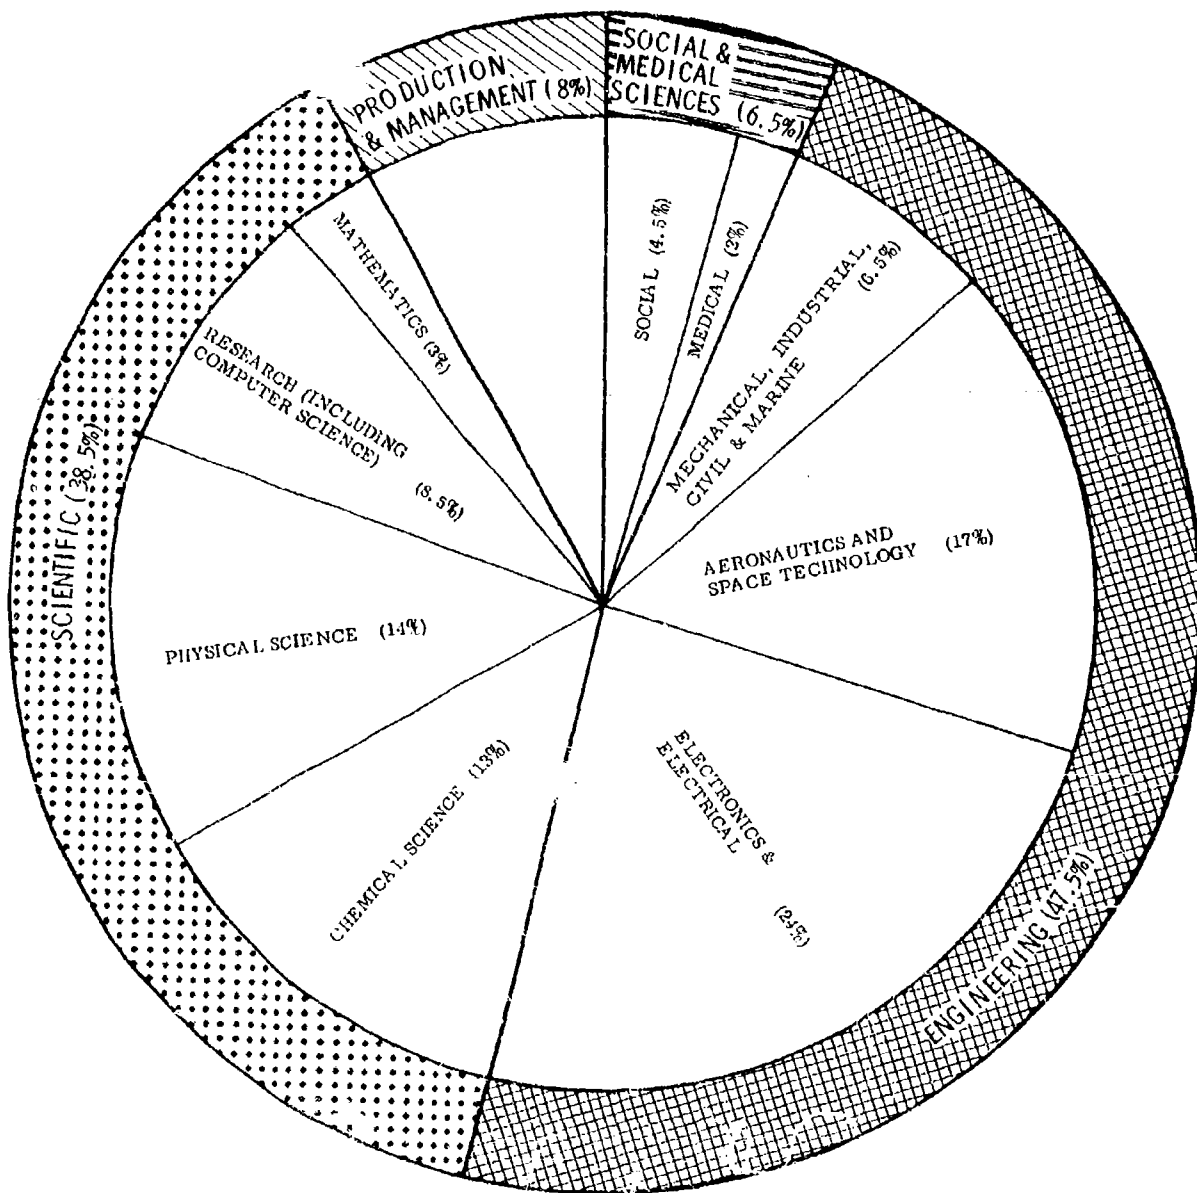 PRODUCTION
& MANAGEMENT (8%)
SOCIAL &
MEDICAL
SCIENCES (6.5%)
SOCIAL (4.5%)
MEDICAL (2%)
MECHANICAL, INDUSTRIAL,
CIVIL & MARINE
(6.5%)
AERONAUTICS AND
SPACE TECHNOLOGY (17%)
ELECTRONICS &
ELECTRICAL
(24%)
ENGINEERING (47.5%)
CHEMICAL SCIENCE (13%)
PHYSICAL SCIENCE (14%)
SCIENTIFIC (38.5%)
RESEARCH (INCLUDING
COMPUTER SCIENCE)
(8.5%)
MATHEMATICS (3%)